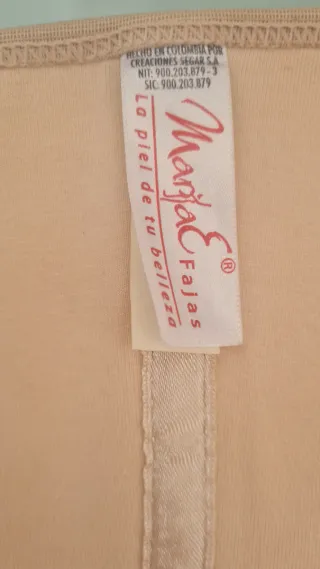 HECHO EN COLOMBIA POR
CREACIONES SEGAR S.A
NIT: 900.203.879-3
SIC: 900.203.879
MariaE®
Fajas
La piel de tu belleza